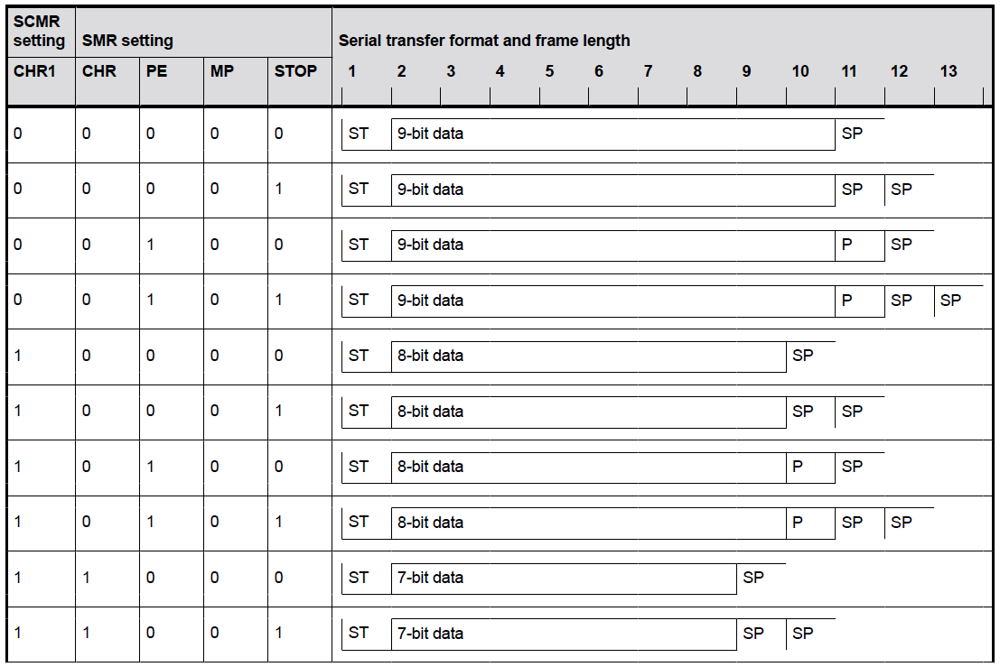 SCMR setting SMR setting Serial transfer format and frame length
CHR1 CHR PE MP STOP 1 2 3 4 5 6 7 8 9 10 11 12 13
0 0 0 0 0 ST 9-bit data SP
0 0 0 0 1 ST 9-bit data SP SP
0 0 1 0 0 ST 9-bit data P SP
0 0 1 0 1 ST 9-bit data P SP SP
1 0 0 0 0 ST 8-bit data SP
1 0 0 0 1 ST 8-bit data SP SP
1 0 1 0 0 ST 8-bit data P SP
1 0 1 0 1 ST 8-bit data P SP SP
1 1 0 0 0 ST 7-bit data SP
1 1 0 0 1 ST 7-bit data SP SP